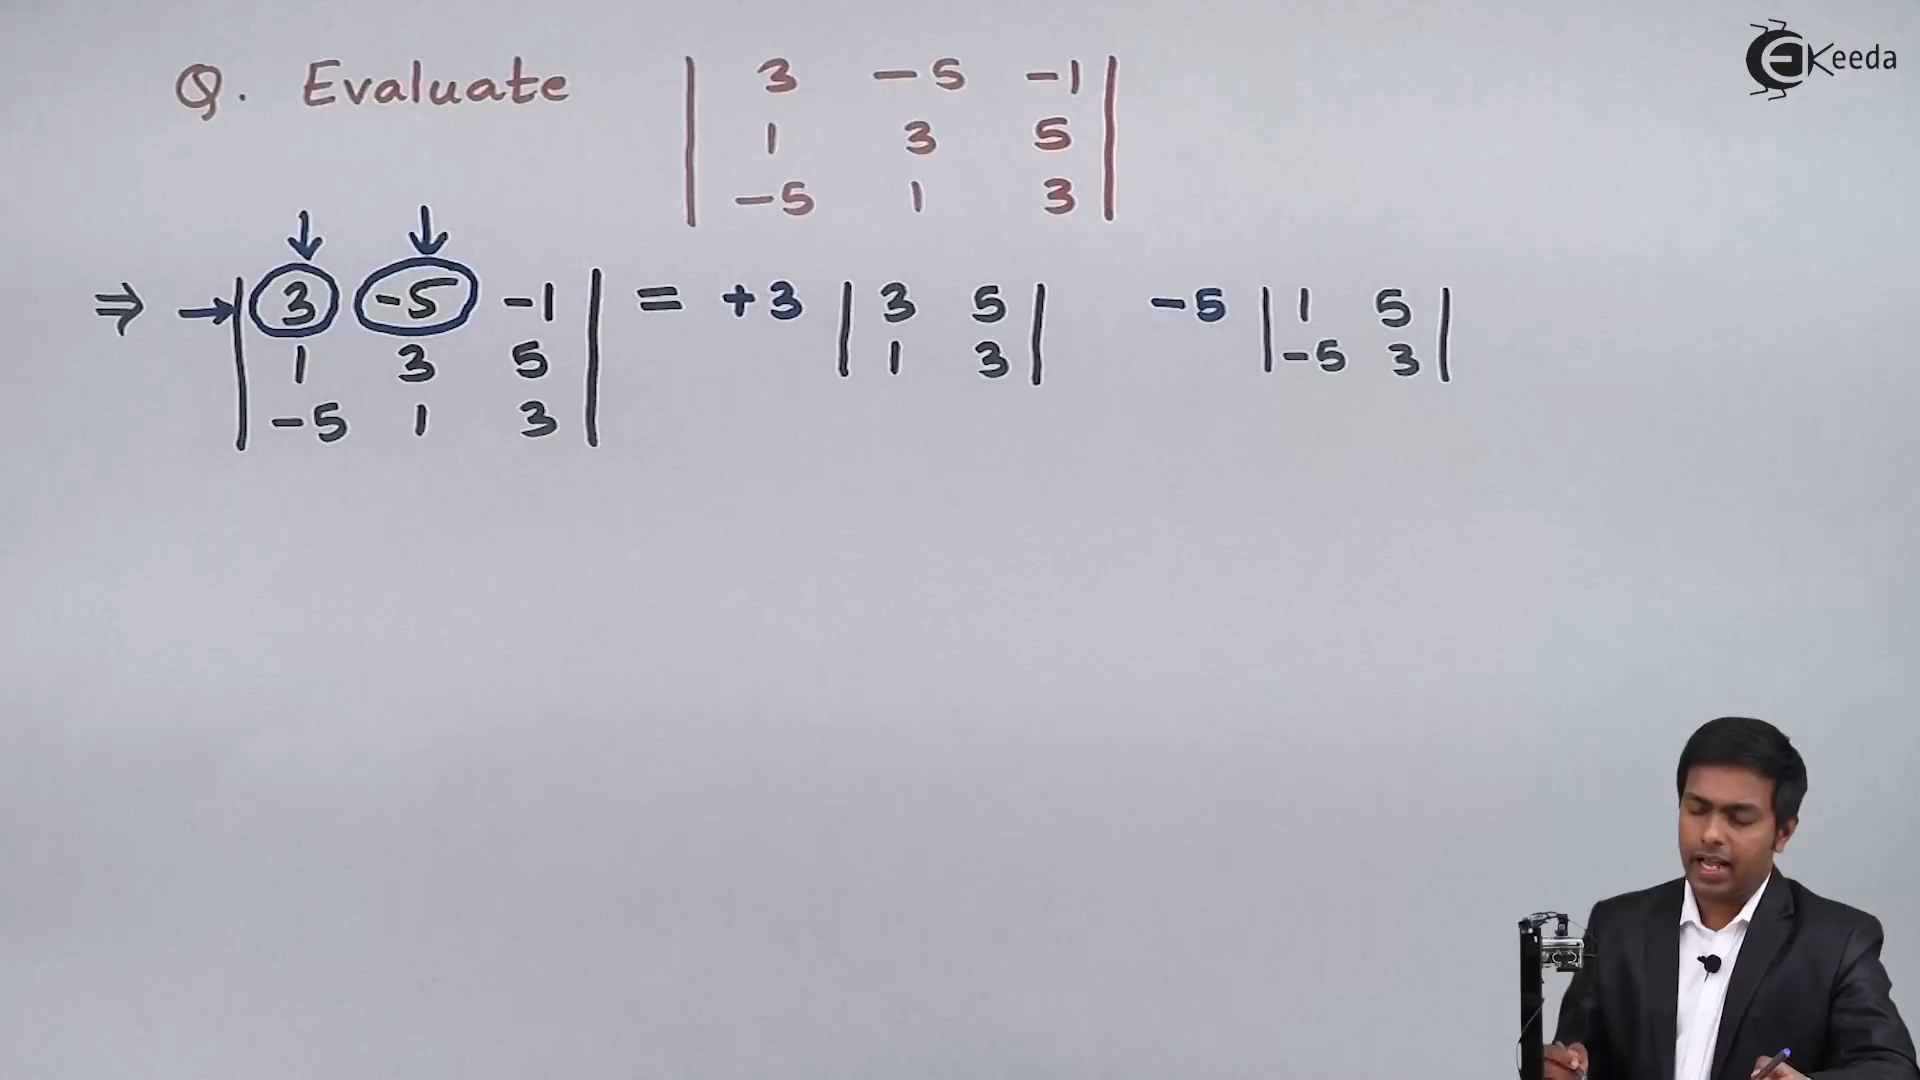 Keeda
Q. Evaluate | 3 -5 -1 |
| 1 3 5 |
| -5 1 3 |
⇒ → | 3 -5 -1 | = +3 | 3 5 | -5 | 1 5 |
| 1 3 5 | | 1 3 | | -5 3 |
| -5 1 3 |